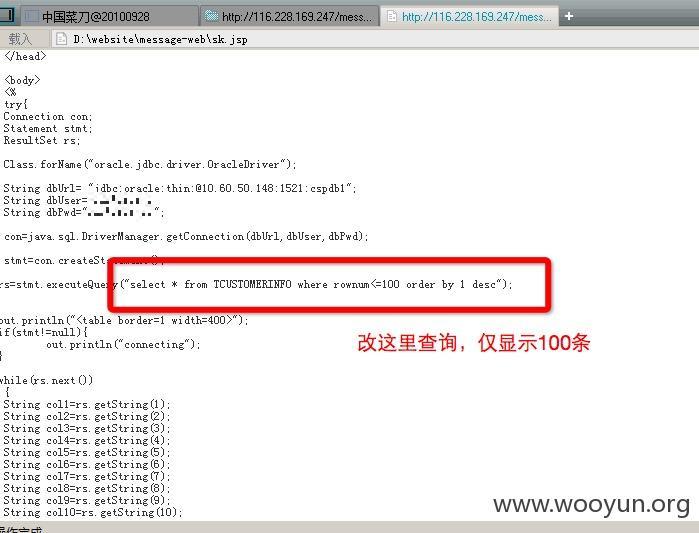 中国菜刀@20100928
http://116.228.169.247/mess...
http://116.228.169.247/mess...
载入
D:\website\message-web\sk.jsp
</head>
<body>
<%
try{
Connection con;
Statement stmt;
ResultSet rs;
Class.forName("oracle.jdbc.driver.OracleDriver");
String dbUrl= "jdbc:oracle:thin:@10.60.50.148:1521:cspdb1";
String dbUser=
String dbPwd=" ";
con=java.sql.DriverManager.getConnection(dbUrl,dbUser,dbPwd);
stmt=con.createStatement();
rs=stmt.executeQuery("select * from TCUSTOMERINFO where rownum<=100 order by 1 desc");
out.println("<table border=1 width=400>");
if(stmt!=null){
out.println("connecting");
}
改这里查询，仅显示100条
while(rs.next())
{
String col1=rs.getString(1);
String col2=rs.getString(2);
String col3=rs.getString(3);
String col4=rs.getString(4);
String col5=rs.getString(5);
String col6=rs.getString(6);
String col7=rs.getString(7);
String col8=rs.getString(8);
String col9=rs.getString(9);
String col10=rs.getString(10);
www.wooyun.org